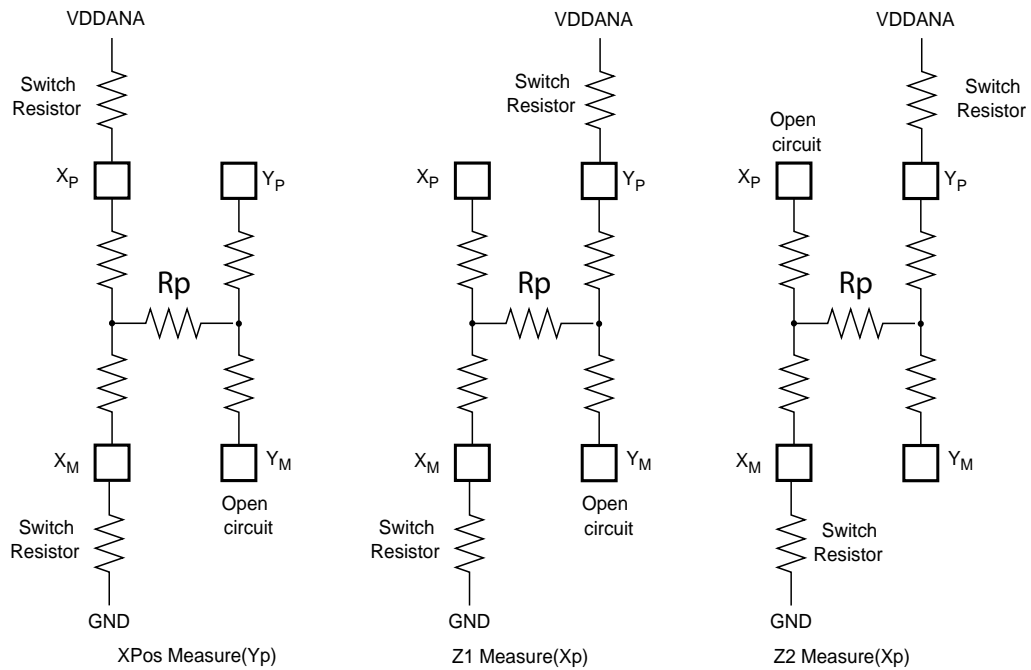 VDDANA
Switch
Resistor
XP
YP
Rp
XM
YM
Open
circuit
Switch
Resistor
GND
XPos Measure(Yp)
VDDANA
Switch
Resistor
XP
YP
Rp
XM
YM
Open
circuit
Switch
Resistor
GND
Z1 Measure(Xp)
VDDANA
Switch
Resistor
Open
circuit
XP
YP
Rp
XM
YM
Switch
Resistor
GND
Z2 Measure(Xp)